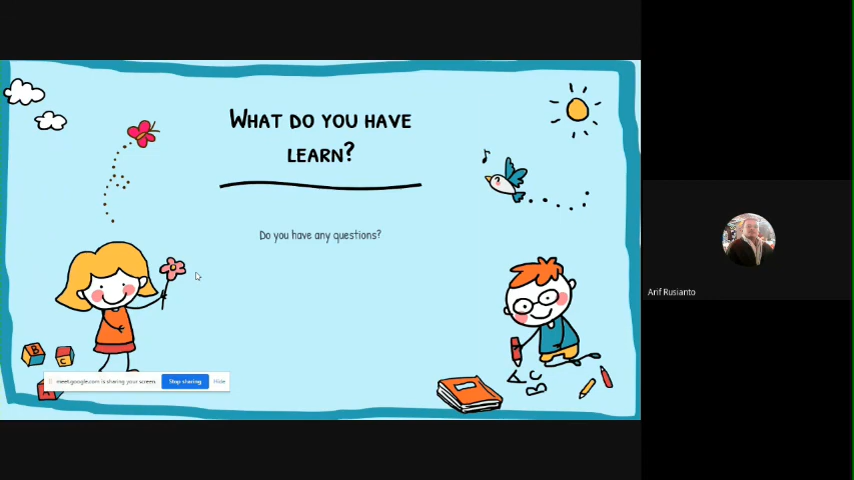 WHAT DO YOU HAVE
LEARN?
Do you have any questions?
B
C
A
A
B
C
meet.google.com is sharing your screen.
Stop sharing
Hide
Arif Rusianto